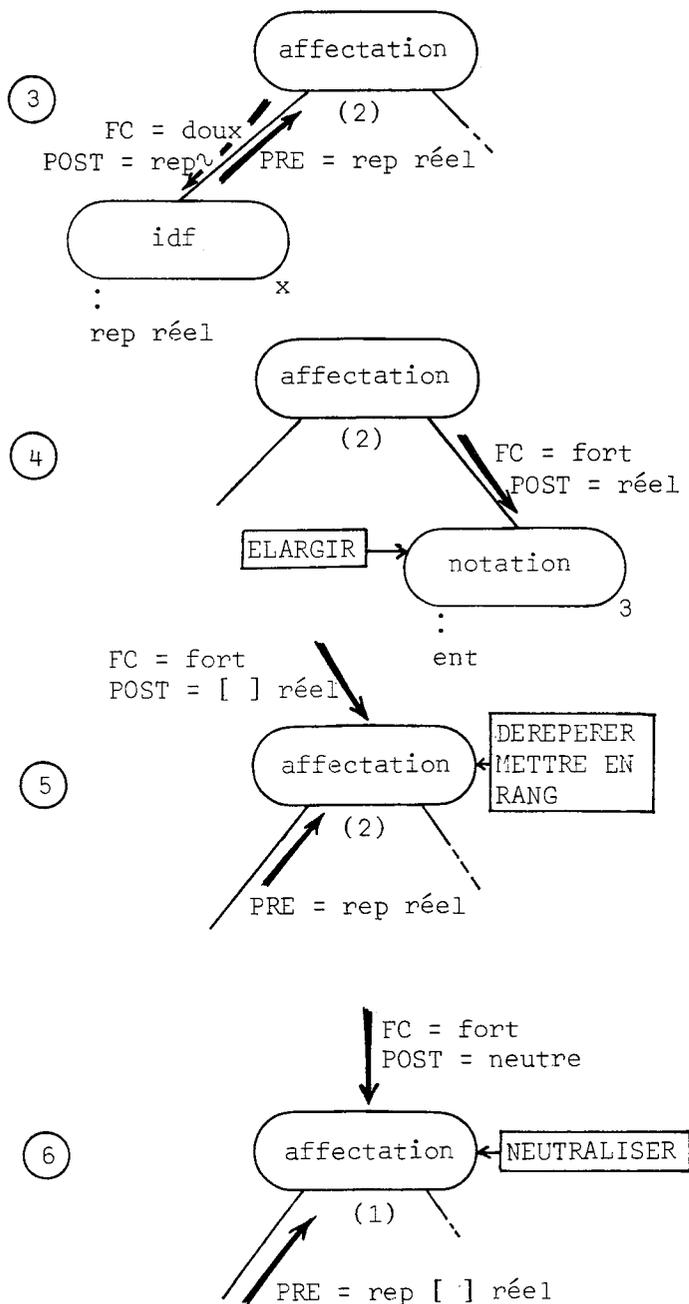 affectation
3
(2)
FC = doux
POST = rep~
PRE = rep réel
idf
x
:
rep réel
affectation
4
(2)
FC = fort
POST = réel
ELARGIR
notation
3
:
ent
FC = fort
POST = [ ] réel
5
affectation
DEREPERER
METTRE EN
RANG
(2)
PRE = rep réel
FC = fort
POST = neutre
6
affectation
NEUTRALISER
(1)
PRE = rep [ ] réel